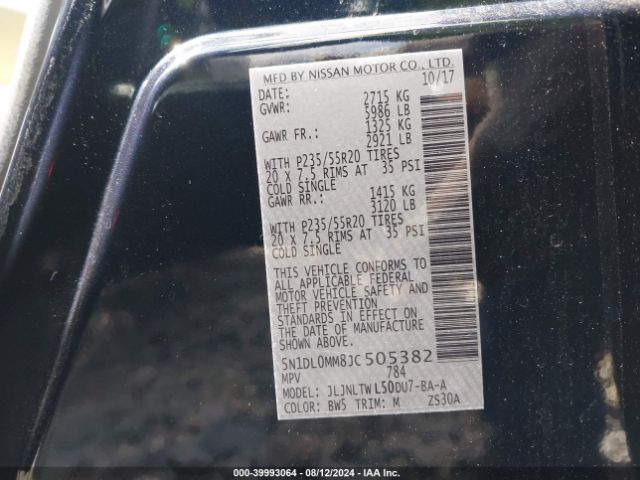 MFD BY NISSAN MOTOR CO., LTD.
DATE: 10/17
GVWR: 2715 KG
5986 LB
GAWR FR.: 1325 KG
2921 LB
WITH P235/55R20 TIRES
20 X 7.5 RIMS AT 35 PSI
COLD SINGLE
GAWR RR.: 1415 KG
3120 LB
WITH P235/55R20 TIRES
20 X 7.5 RIMS AT 35 PSI
COLD SINGLE
THIS VEHICLE CONFORMS TO
ALL APPLICABLE FEDERAL
MOTOR VEHICLE SAFETY AND
THEFT PREVENTION
STANDARDS IN EFFECT ON
THE DATE OF MANUFACTURE
SHOWN ABOVE.
5N1DL0MM8JC505382
MPV 784
MODEL: JLJNLTWL50DU7-BA-A
COLOR: BW5 TRIM: M ZS30A
000-39993064 - 08/12/2024 - IAA Inc.